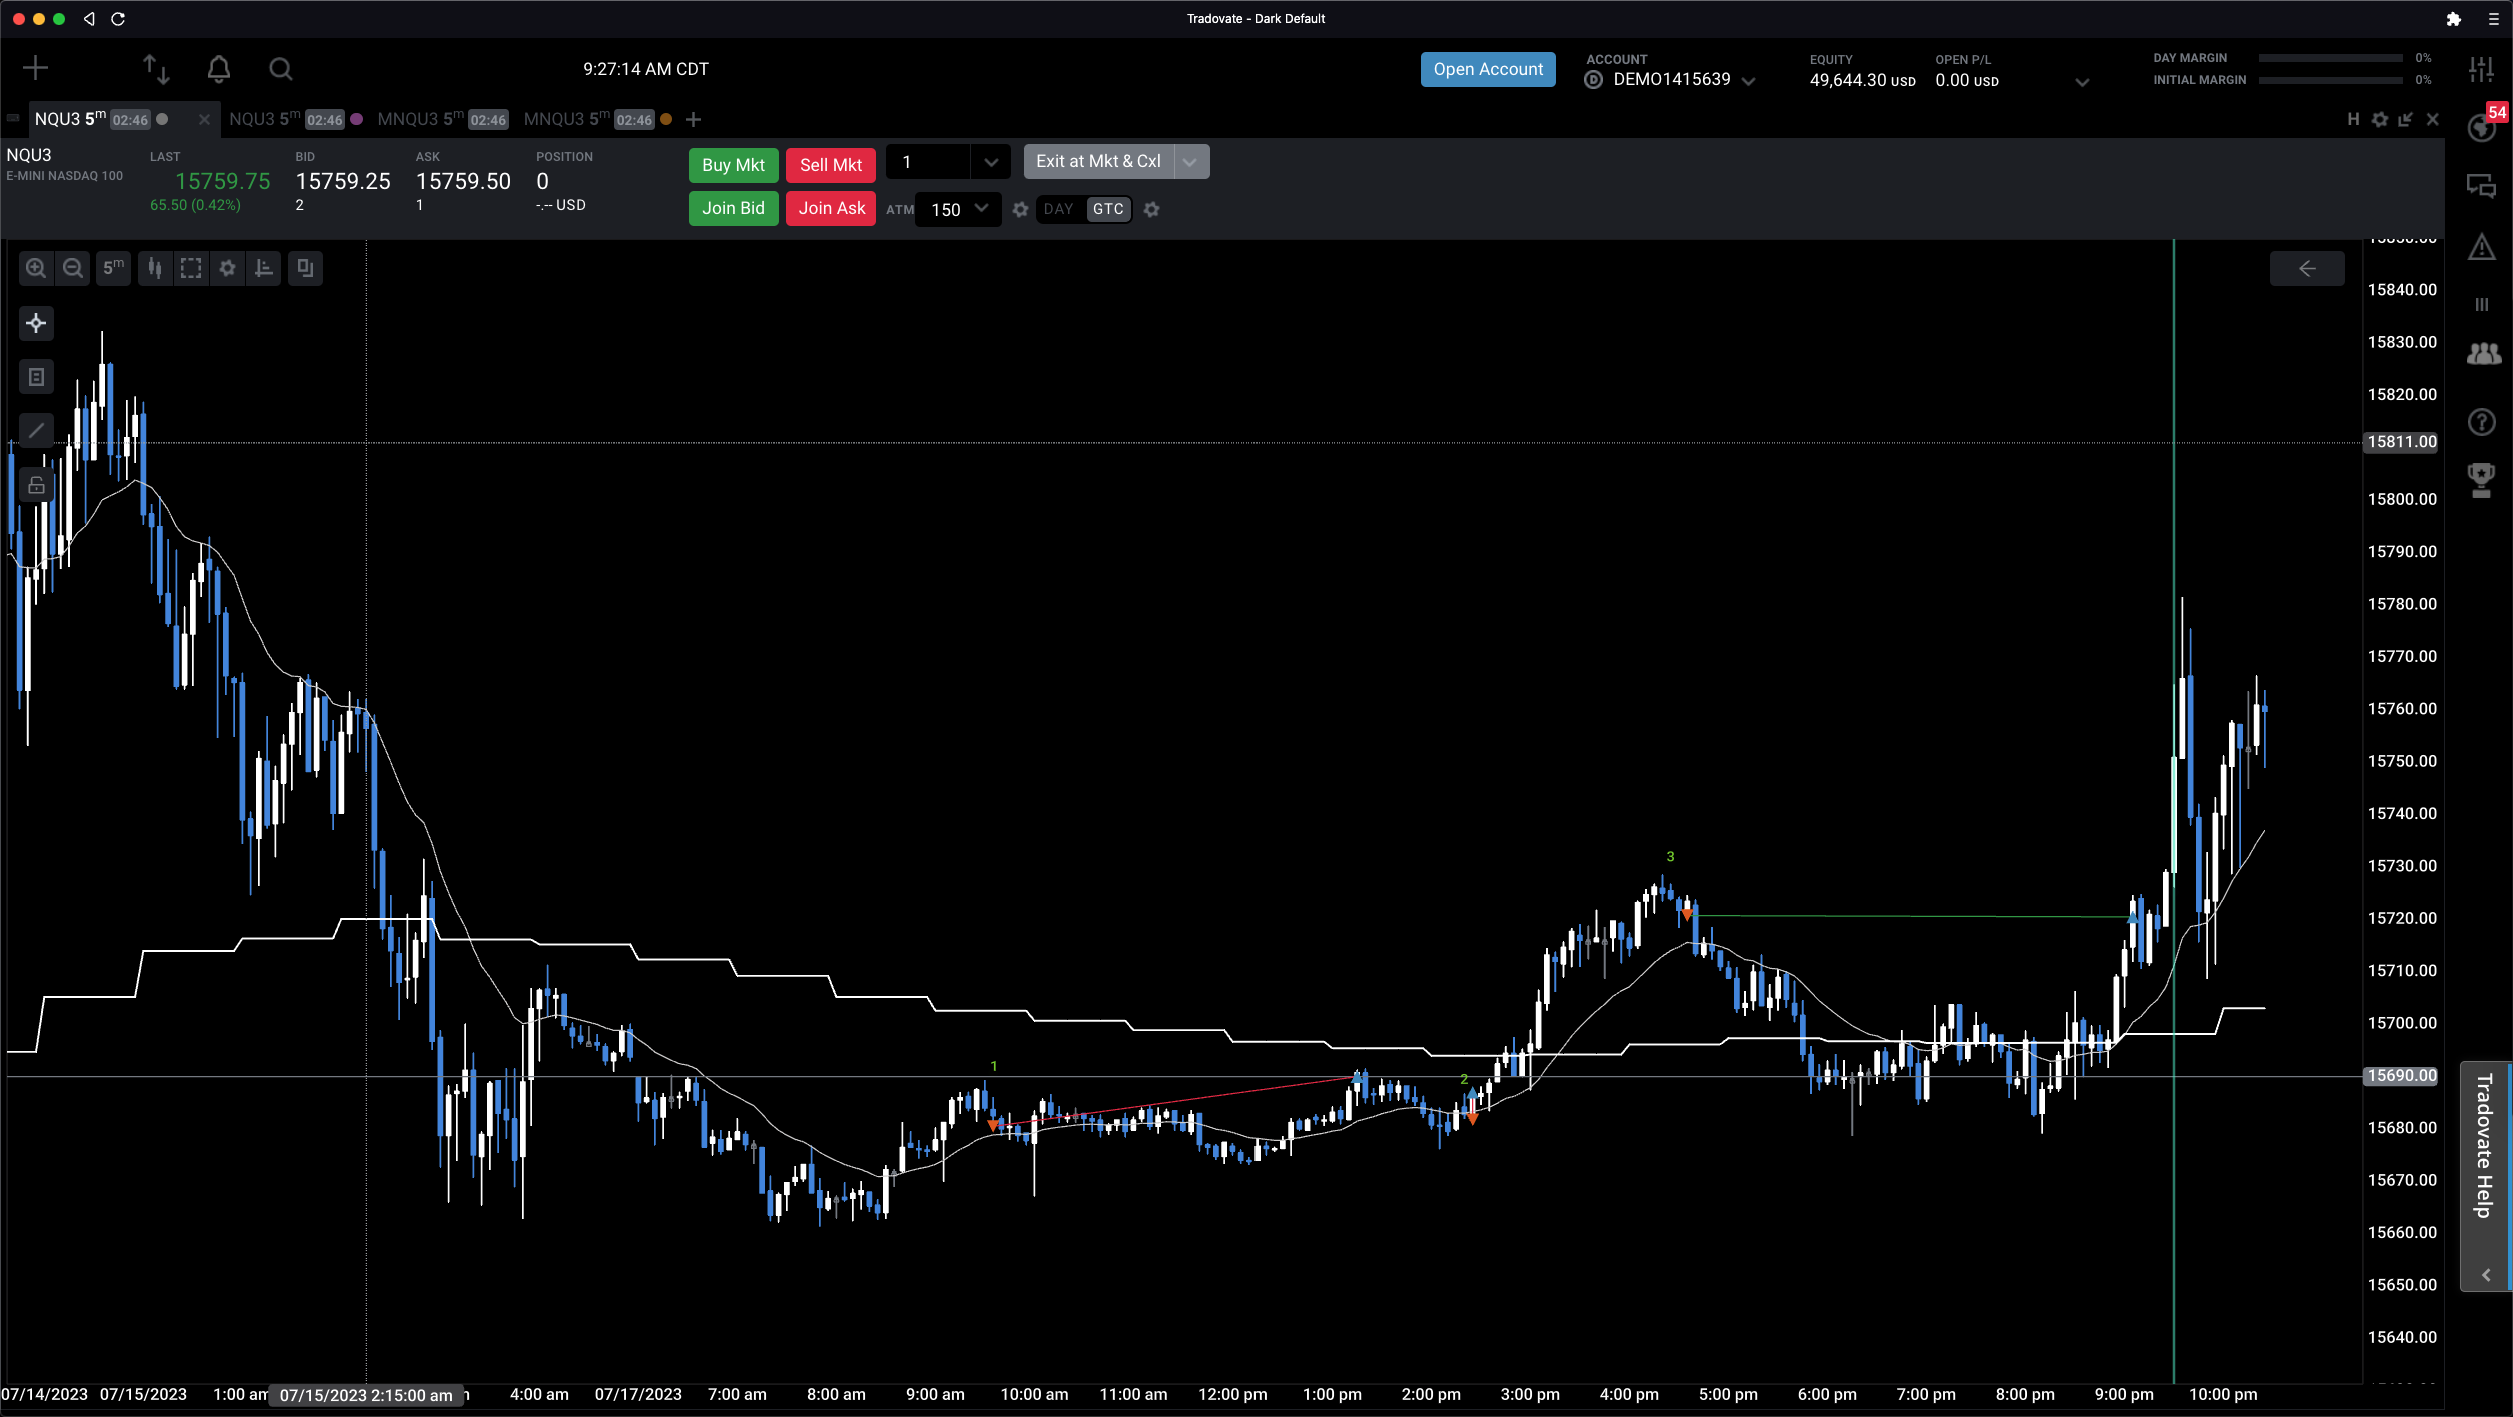 Tradovate - Dark Default
9:27:14 AM CDT
Open Account
ACCOUNT
D DEMO1415639
EQUITY
49,644.30 USD
OPEN P/L
0.00 USD
DAY MARGIN 0%
INITIAL MARGIN 0%
54
NQU3 5m 02:46
NQU3 5m 02:46
MNQU3 5m 02:46
MNQU3 5m 02:46
H
NQU3
E-MINI NASDAQ 100
LAST
15759.75
65.50 (0.42%)
BID
15759.25
2
ASK
15759.50
1
POSITION
0
-.-- USD
Buy Mkt
Sell Mkt
1
Exit at Mkt & Cxl
Join Bid
Join Ask
ATM
150
DAY
GTC
5m
15840.00
15830.00
15820.00
15811.00
15800.00
15790.00
15780.00
15770.00
15760.00
15750.00
15740.00
15730.00
15720.00
15710.00
15700.00
15690.00
15680.00
15670.00
15660.00
15650.00
15640.00
1
2
3
Tradovate Help
07/14/2023
07/15/2023
1:00 am
07/15/2023 2:15:00 am
4:00 am
07/17/2023
7:00 am
8:00 am
9:00 am
10:00 am
11:00 am
12:00 pm
1:00 pm
2:00 pm
3:00 pm
4:00 pm
5:00 pm
6:00 pm
7:00 pm
8:00 pm
9:00 pm
10:00 pm